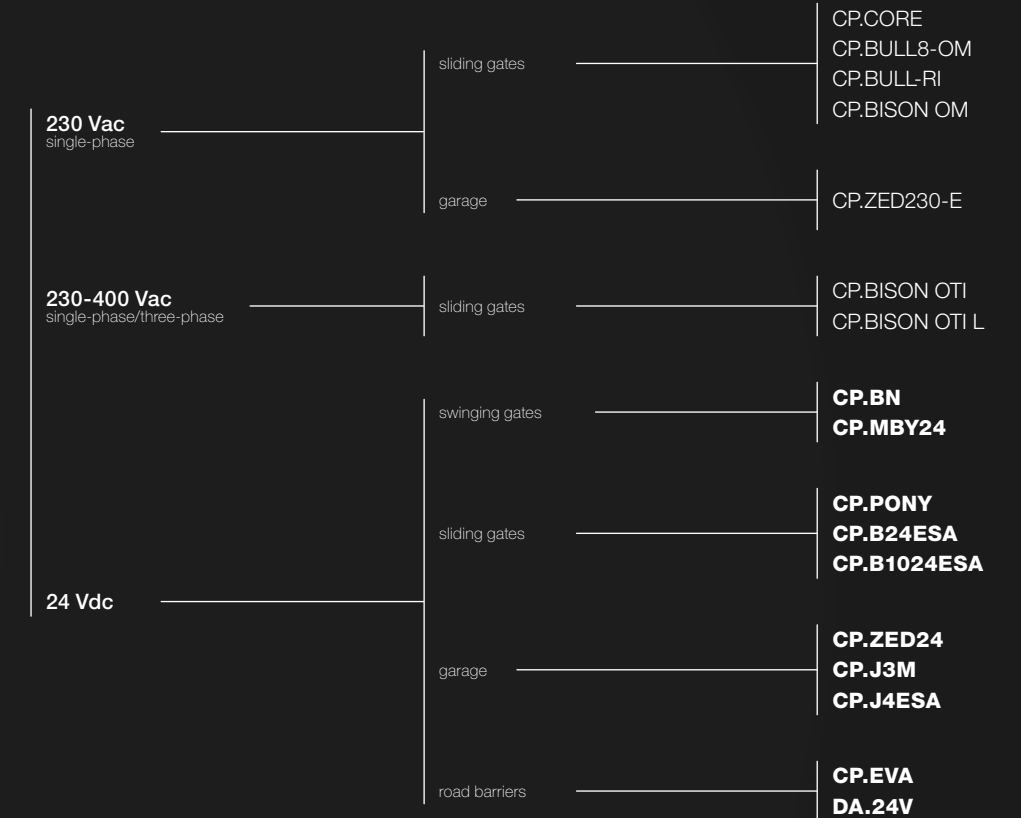 230 Vac
single-phase
sliding gates
CP.CORE
CP.BULL8-OM
CP.BULL-RI
CP.BISON OM
garage
CP.ZED230-E
230-400 Vac
single-phase/three-phase
sliding gates
CP.BISON OTI
CP.BISON OTI L
24 Vdc
swinging gates
CP.BN
CP.MBY24
sliding gates
CP.PONY
CP.B24ESA
CP.B1024ESA
garage
CP.ZED24
CP.J3M
CP.J4ESA
road barriers
CP.EVA
DA.24V